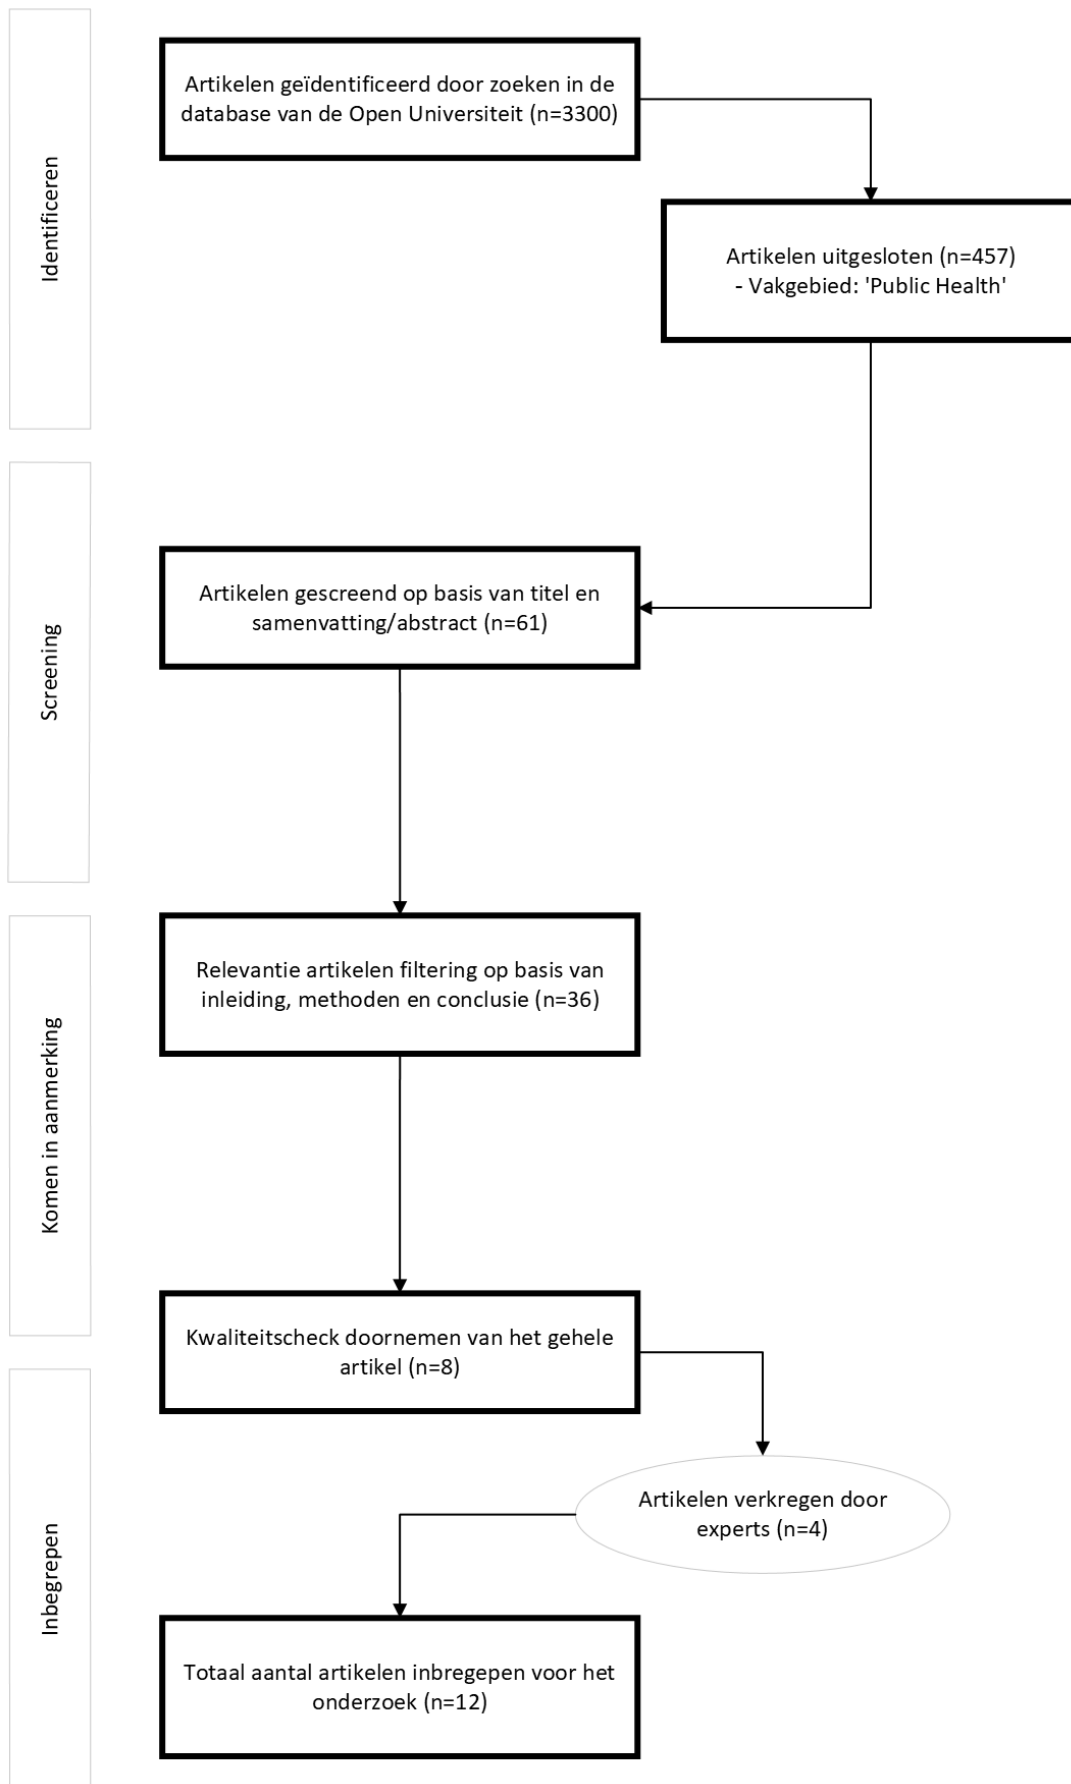 Identificeren
Artikelen geïdentificeerd door zoeken in de
database van de Open Universiteit (n=3300)
Artikelen uitgesloten (n=457)
- Vakgebied: 'Public Health'
Screening
Artikelen gescreend op basis van titel en
samenvatting/abstract (n=61)
Komen in aanmerking
Relevantie artikelen filtering op basis van
inleiding, methoden en conclusie (n=36)
Kwaliteitscheck doornemen van het gehele
artikel (n=8)
Inbegrepen
Artikelen verkregen door
experts (n=4)
Totaal aantal artikelen inbregepen voor het
onderzoek (n=12)